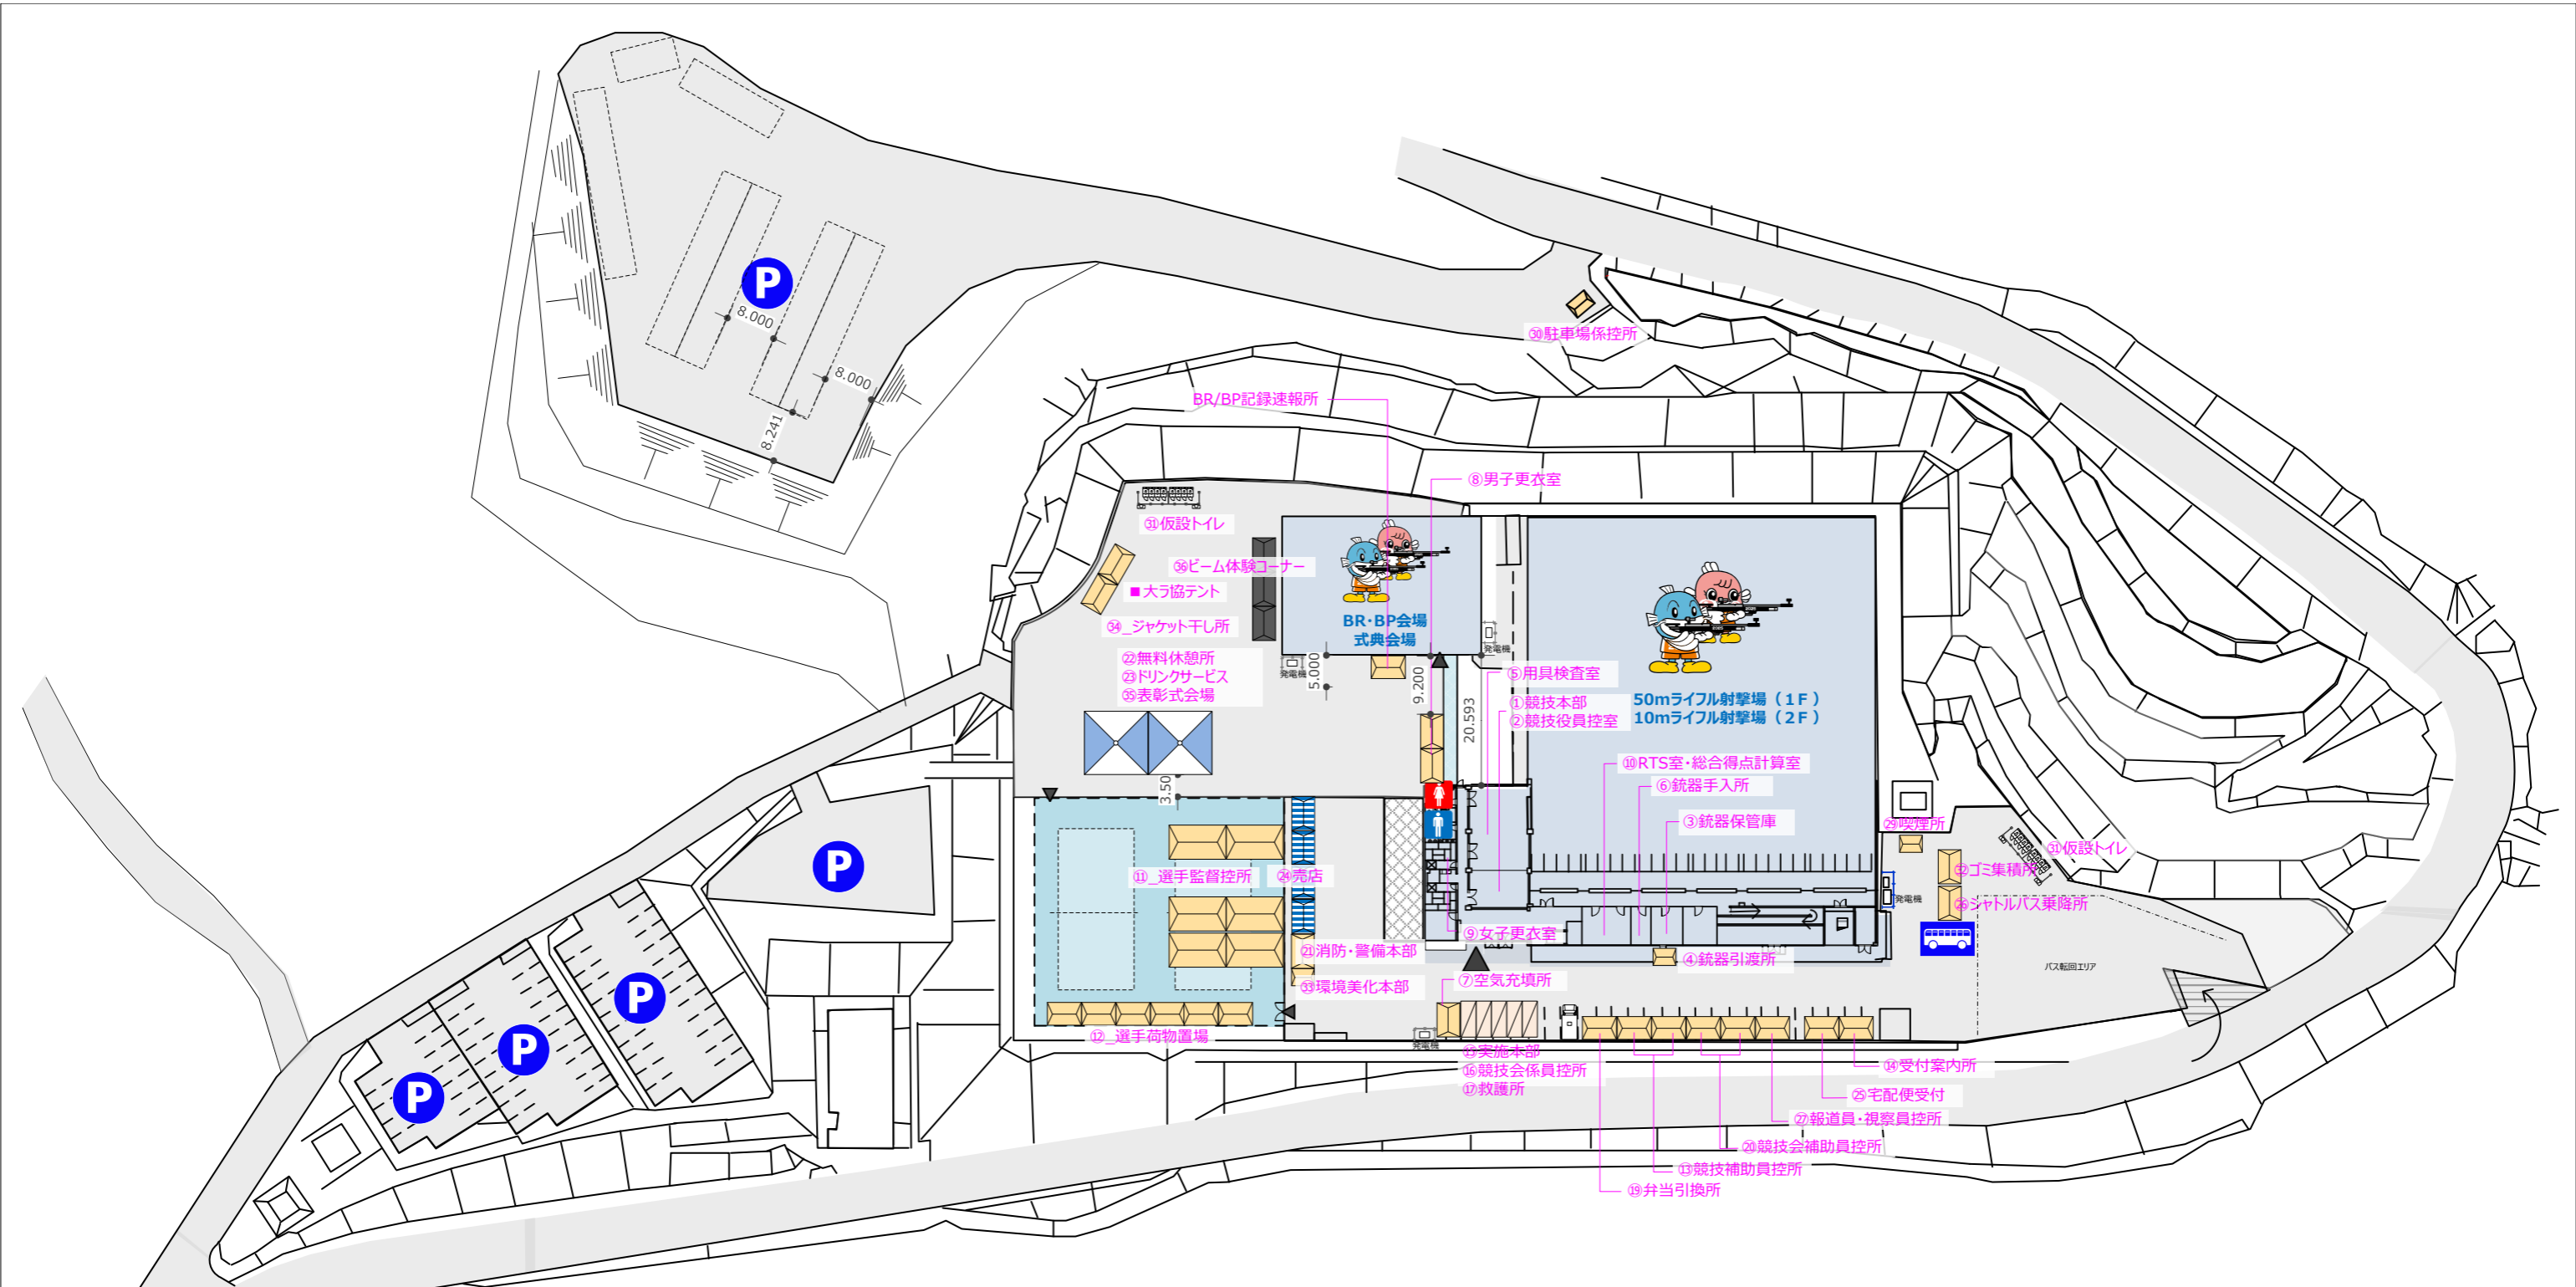 P
8.000
8.000
8.241
㉚駐車場係控所
BR/BP記録速報所
⑧男子更衣室
㉛仮設トイレ
㊱ビーム体験コーナー
■大ラ協テント
㉞_ジャケット干し所
BR・BP会場
式典会場
発電機
発電機
5.000
9.200
20.593
㉒無料休憩所
㉓ドリンクサービス
㉟表彰式会場
3.50
⑤用具検査室
①競技本部
②競技役員控室
50mライフル射撃場（1F）
10mライフル射撃場（2F）
⑩RTS室・総合得点計算室
⑥銃器手入所
③銃器保管庫
㉙喫煙所
㉛仮設トイレ
㉜ゴミ集積所
発電機
㉖シャトルバス乗降所
バス転回エリア
P
P
P
P
⑪_選手監督控所
㉔売店
⑨女子更衣室
㉑消防・警備本部
④銃器引渡所
⑦空気充填所
㉝環境美化本部
⑫_選手荷物置場
発電機
⑮実施本部
⑯競技会係員控所
⑰救護所
⑭受付案内所
㉕宅配便受付
㉗報道員・視察員控所
⑳競技会補助員控所
⑬競技補助員控所
⑲弁当引換所